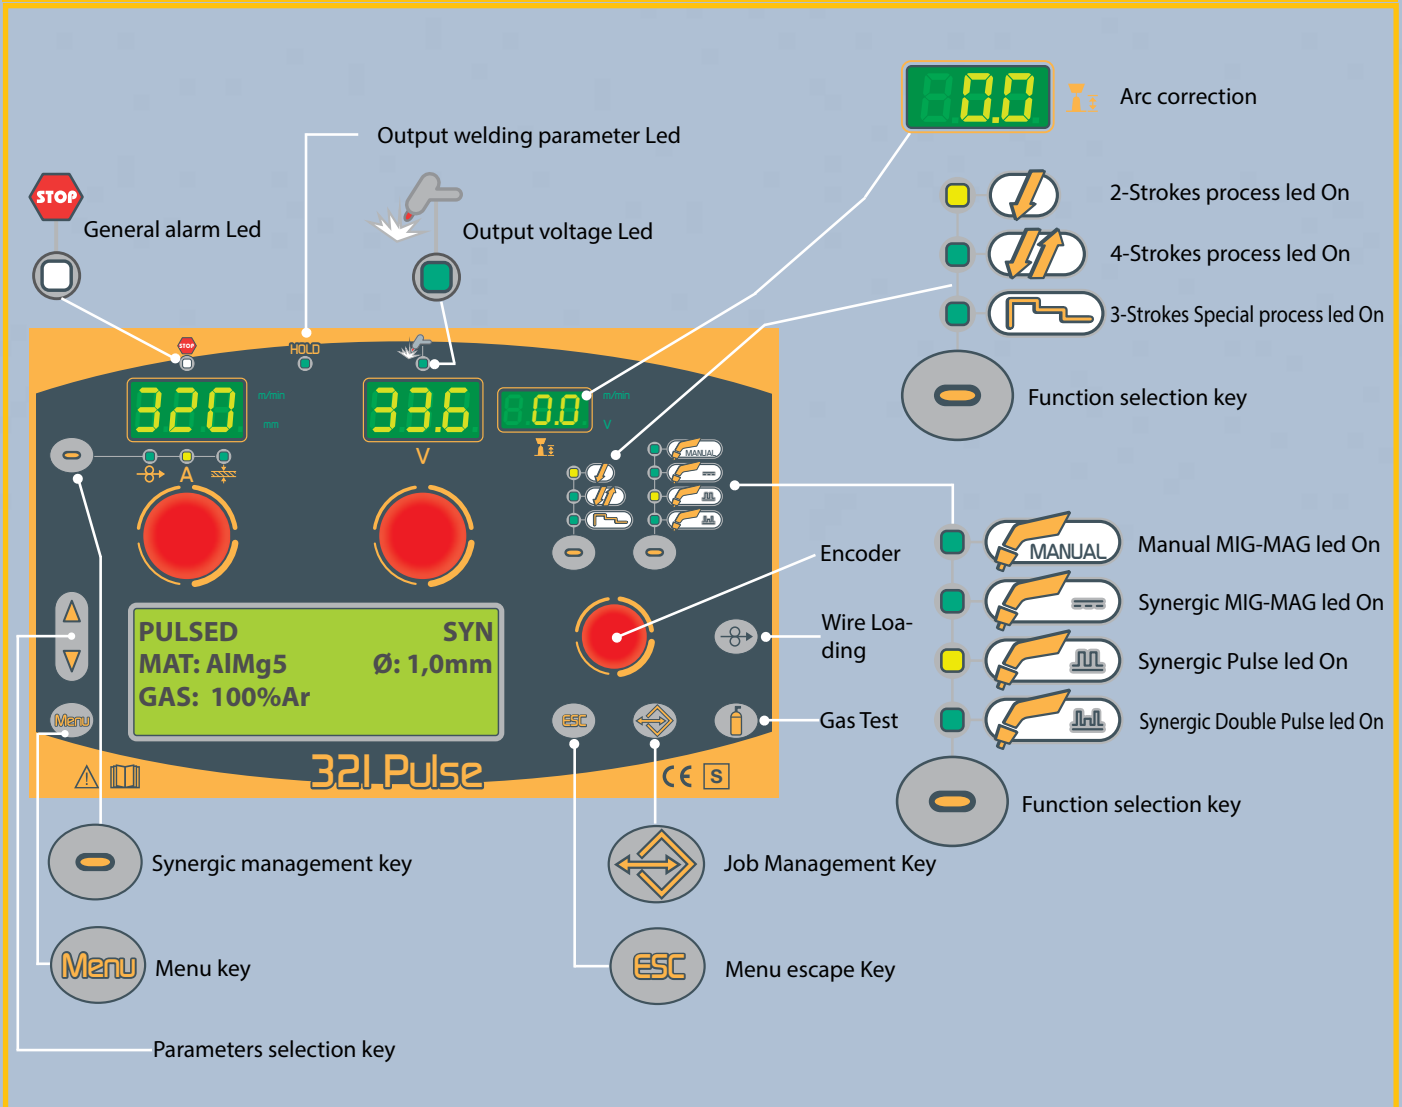 Arc correction
0.0
Output welding parameter Led
STOP
General alarm Led
Output voltage Led
2-Strokes process led On
4-Strokes process led On
3-Strokes Special process led On
Function selection key
STOP
HOLD
320
m/min
mm
33.6
0.0
m/min
V
A
V
MANUAL
Encoder
Wire Loa-
ding
Gas Test
MANUAL
Manual MIG-MAG led On
Synergic MIG-MAG led On
Synergic Pulse led On
Synergic Double Pulse led On
Function selection key
PULSED SYN
MAT: AlMg5 Ø: 1,0mm
GAS: 100%Ar
Menu
ESC
321 Pulse
CE S
Synergic management key
Job Management Key
Menu
Menu key
ESC
Menu escape Key
Parameters selection key